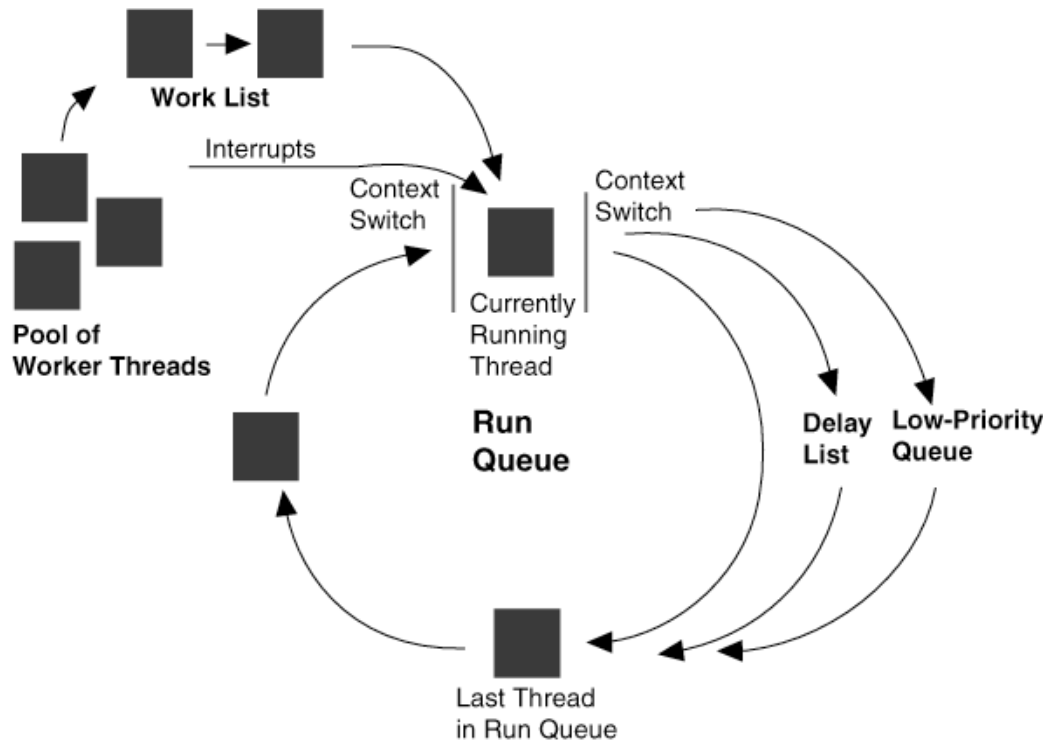 Work List
Interrupts
Context
Switch
Context
Switch
Pool of
Worker Threads
Currently
Running
Thread
Run
Queue
Delay
List
Low-Priority
Queue
Last Thread
in Run Queue